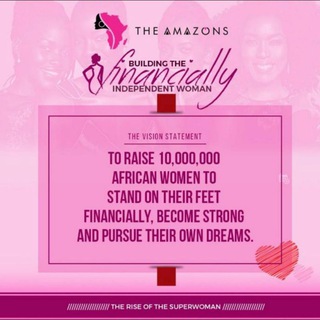 THE AMAZONS
BUILDING THE "
financially
INDEPENDENT WOMAN
THE VISION STATEMENT
TO RAISE 10,000,000
AFRICAN WOMEN TO
STAND ON THEIR FEET
FINANCIALLY, BECOME STRONG
AND PURSUE THEIR OWN DREAMS.
//////////////////// THE RISE OF THE SUPERWOMAN ////////////////////